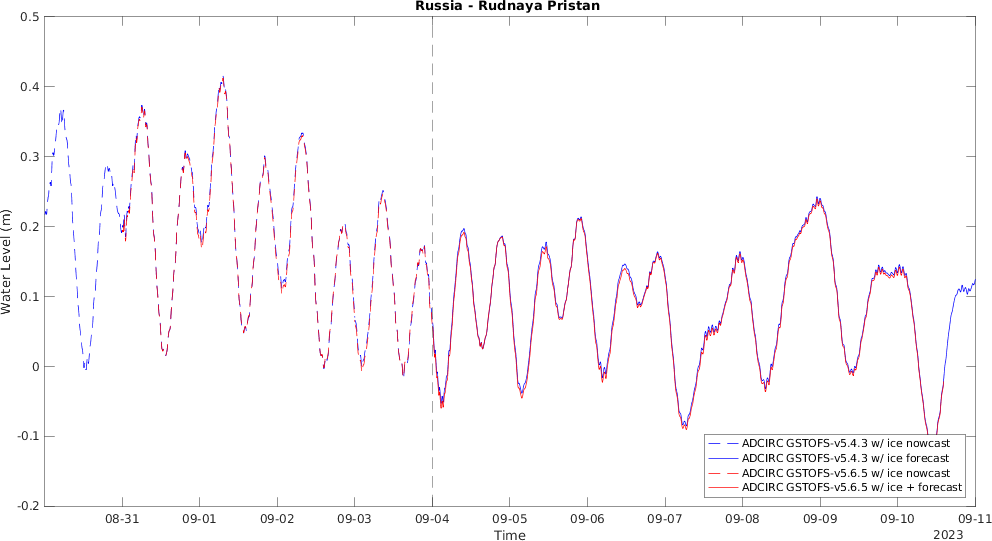 Russia - Rudnaya Pristan
0.5
0.4
0.3
0.2
0.1
0
-0.1
-0.2
Water Level (m)
ADCIRC GSTOFS-v5.4.3 w/ ice nowcast
ADCIRC GSTOFS-v5.4.3 w/ ice forecast
ADCIRC GSTOFS-v5.6.5 w/ ice nowcast
ADCIRC GSTOFS-v5.6.5 w/ ice + forecast
08-31 09-01 09-02 09-03 09-04 09-05 09-06 09-07 09-08 09-09 09-10 09-11
Time
2023